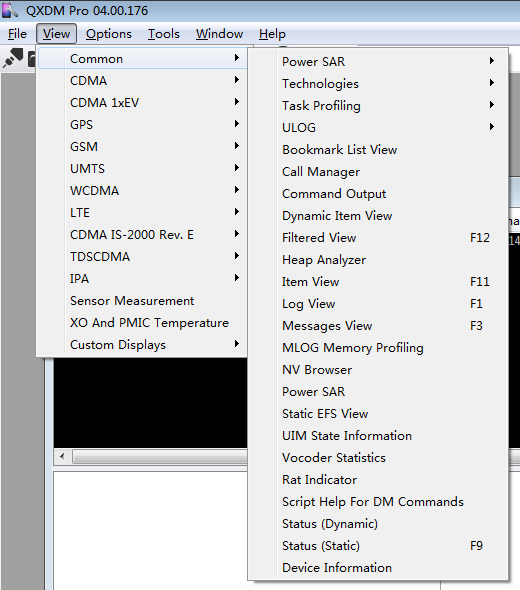 QXDM Pro 04.00.176
File View Options Tools Window Help
Common
CDMA
CDMA 1xEV
GPS
GSM
UMTS
WCDMA
LTE
CDMA IS-2000 Rev. E
TDSCDMA
IPA
Sensor Measurement
XO And PMIC Temperature
Custom Displays
Power SAR
Technologies
Task Profiling
ULOG
Bookmark List View
Call Manager
Command Output
Dynamic Item View
Filtered View F12
Heap Analyzer
Item View F11
Log View F1
Messages View F3
MLOG Memory Profiling
NV Browser
Power SAR
Static EFS View
UIM State Information
Vocoder Statistics
Rat Indicator
Script Help For DM Commands
Status (Dynamic)
Status (Static) F9
Device Information